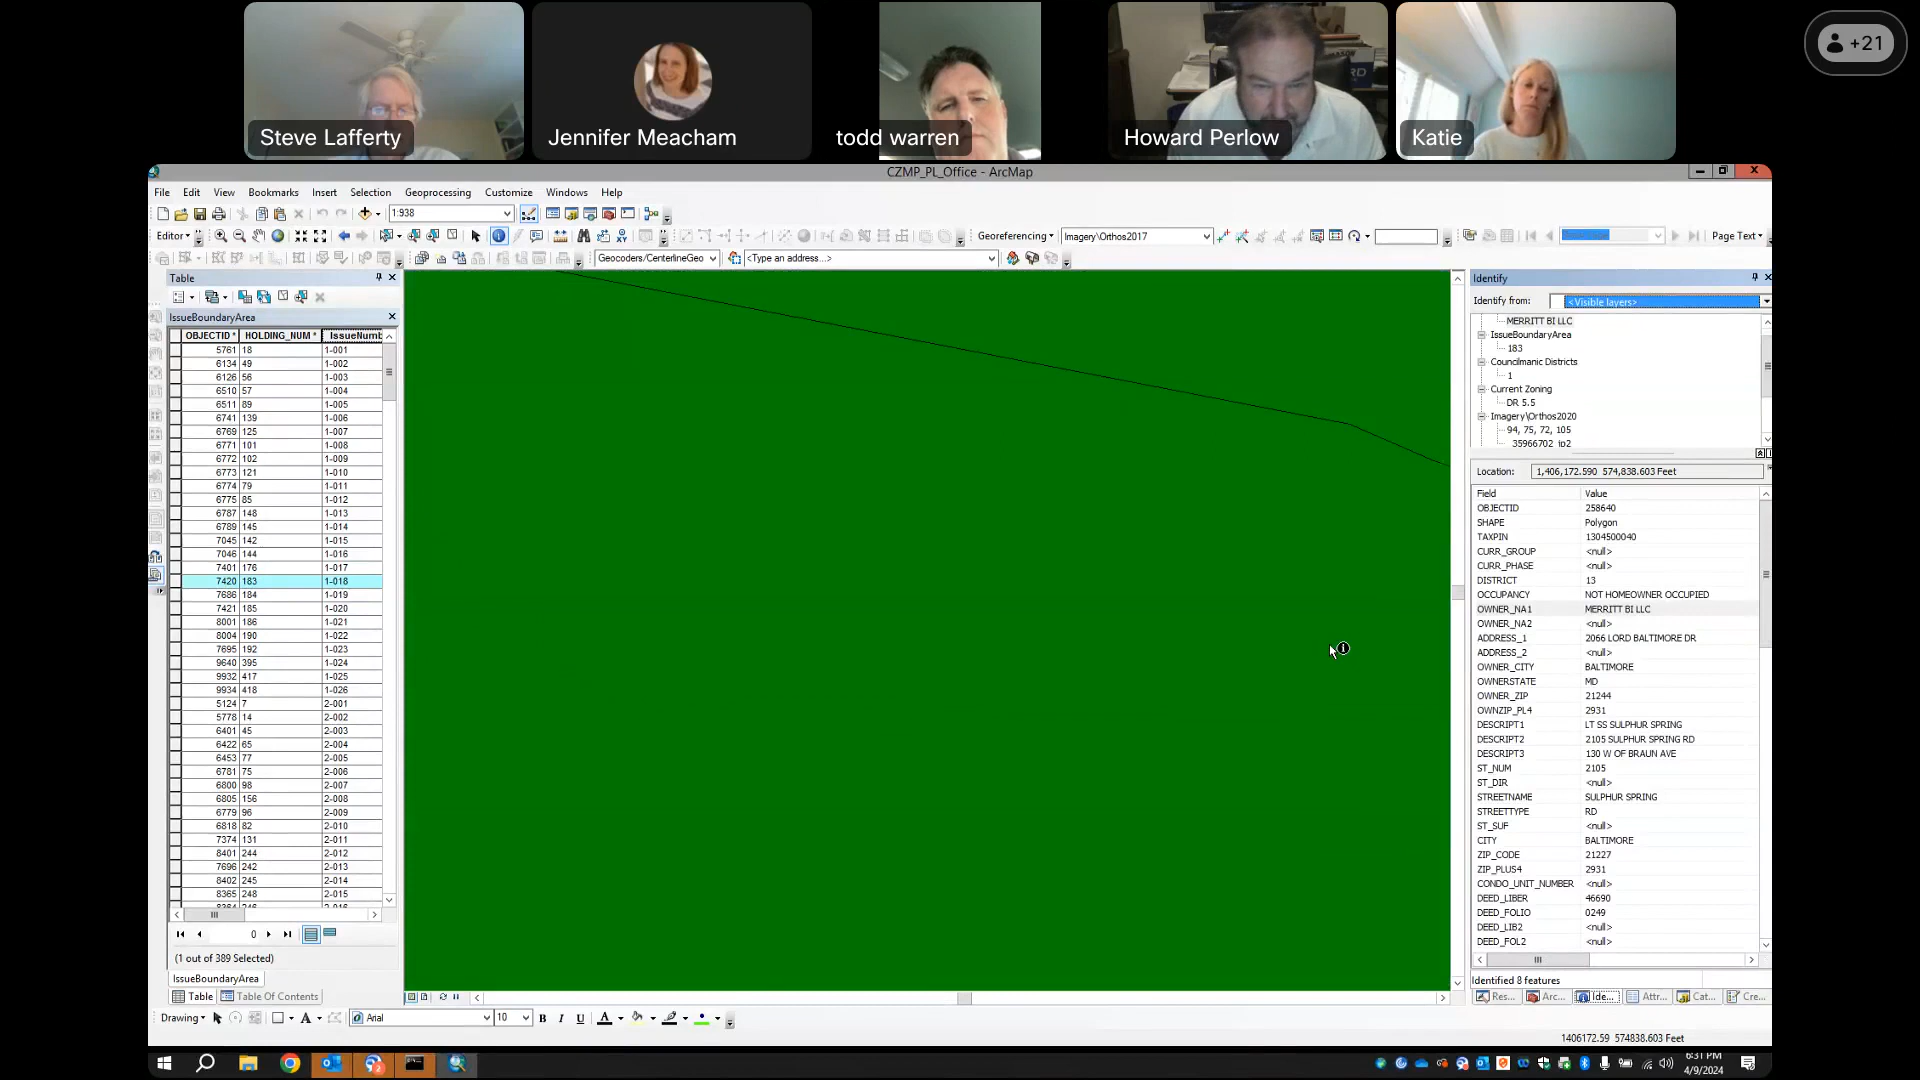 +21
Steve Lafferty
Jennifer Meacham
todd warren
Howard Perlow
Katie
CZMP_PL_Office - ArcMap
File Edit View Bookmarks Insert Selection Geoprocessing Customize Windows Help
1:938
Editor
Georeferencing
Imagery\Orthos2017
Page Text
Geocoders/CenterlineGeo
<Type an address...>
Table
IssueBoundaryArea
OBJECTID * HOLDING_NUM * IssueNumb
5761 18 1-001
6134 49 1-002
6126 56 1-003
6510 57 1-004
6511 89 1-005
6741 139 1-006
6769 125 1-007
6771 101 1-008
6772 102 1-009
6773 121 1-010
6774 79 1-011
6775 85 1-012
6787 148 1-013
6789 145 1-014
7045 142 1-015
7046 144 1-016
7401 176 1-017
7420 183 1-018
7686 184 1-019
7421 185 1-020
8001 186 1-021
8004 190 1-022
7695 192 1-023
9640 395 1-024
9932 417 1-025
9934 418 1-026
5124 7 2-001
5778 14 2-002
6401 45 2-003
6422 65 2-004
6453 77 2-005
6781 75 2-006
6800 98 2-007
6805 156 2-008
6779 96 2-009
6818 82 2-010
7374 131 2-011
8401 244 2-012
7696 242 2-013
8402 245 2-014
8365 248 2-015
0
(1 out of 389 Selected)
IssueBoundaryArea
Table Table Of Contents
Drawing
Arial
10
B I U A
Identify
Identify from: <Visible layers>
MERRITT BI LLC
IssueBoundaryArea
183
Councilmanic Districts
1
Current Zoning
DR 5.5
Imagery\Orthos2020
94, 75, 72, 105
35966702_jp2
Location: 1,406,172.590 574,838.603 Feet
Field Value
OBJECTID 258640
SHAPE Polygon
TAXPIN 1304500040
CURR_GROUP <null>
CURR_PHASE <null>
DISTRICT 13
OCCUPANCY NOT HOMEOWNER OCCUPIED
OWNER_NA1 MERRITT BI LLC
OWNER_NA2 <null>
ADDRESS_1 2066 LORD BALTIMORE DR
ADDRESS_2 <null>
OWNER_CITY BALTIMORE
OWNERSTATE MD
OWNER_ZIP 21244
OWNZIP_PL4 2931
DESCRIPT1 LT SS SULPHUR SPRING
DESCRIPT2 2105 SULPHUR SPRING RD
DESCRIPT3 130 W OF BRAUN AVE
ST_NUM 2105
ST_DIR <null>
STREETNAME SULPHUR SPRING
STREETTYPE RD
ST_SUF <null>
CITY BALTIMORE
ZIP_CODE 21227
ZIP_PLUS4 2931
CONDO_UNIT_NUMBER <null>
DEED_LIBER 46690
DEED_FOLIO 0249
DEED_LIB2 <null>
DEED_FOL2 <null>
Identified 8 features
Res... Arc... Ide... Attr... Cat... Cre...
1406172.59 574838.603 Feet
6:31 PM
4/9/2024